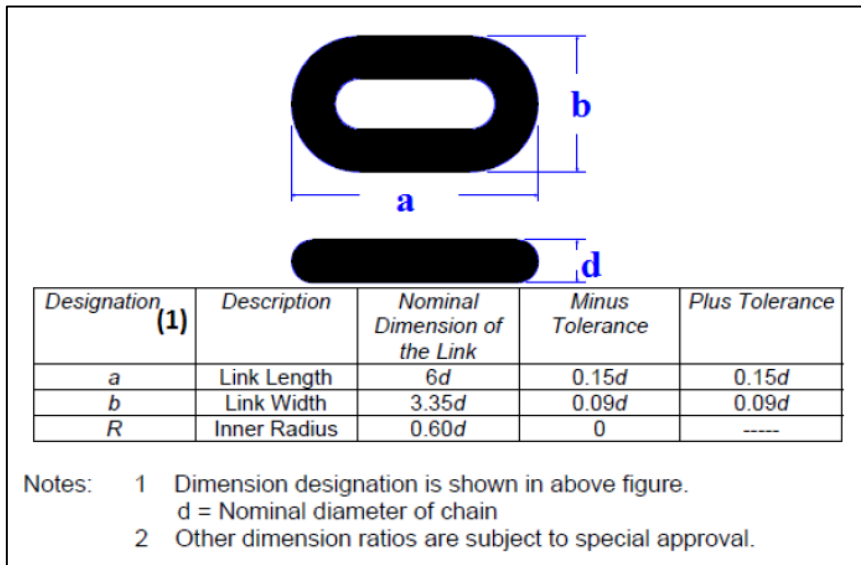 b
a
d
Designation (1) Description Nominal Dimension of the Link Minus Tolerance Plus Tolerance
a Link Length 6d 0.15d 0.15d
b Link Width 3.35d 0.09d 0.09d
R Inner Radius 0.60d 0 -----
Notes: 1 Dimension designation is shown in above figure.
d = Nominal diameter of chain
2 Other dimension ratios are subject to special approval.